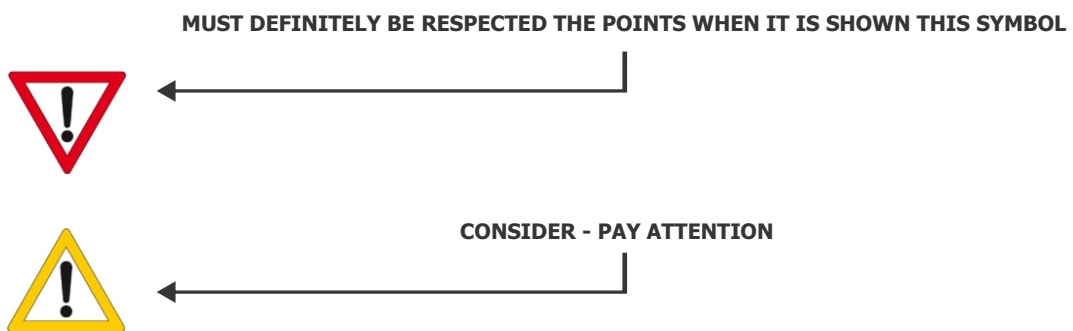 MUST DEFINITELY BE RESPECTED THE POINTS WHEN IT IS SHOWN THIS SYMBOL
CONSIDER - PAY ATTENTION